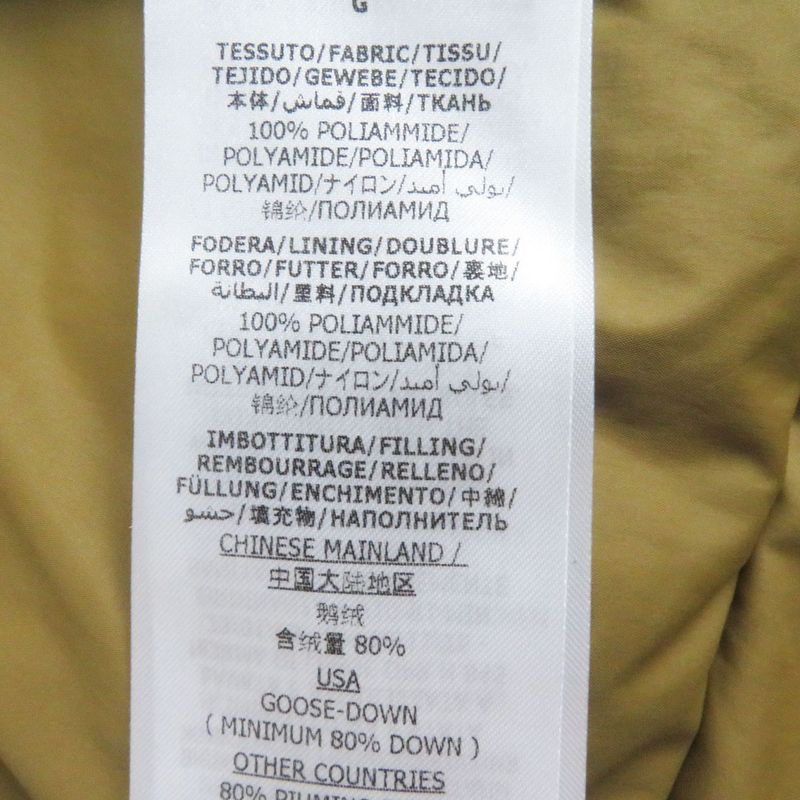 G
TESSUTO/FABRIC/TISSU/
TEJIDO/GEWEBE/TECIDO/
本体/قماش/面料/ТКАНЬ
100% POLIAMMIDE/
POLYAMIDE/POLIAMIDA/
POLYAMID/ナイロン/بولي أميد/
锦纶/ПОЛИАМИД
FODERA/LINING/DOUBLURE/
FORRO/FUTTER/FORRO/裏地/
البطانة/里料/ПОДКЛАДКА
100% POLIAMMIDE/
POLYAMIDE/POLIAMIDA/
POLYAMID/ナイロン/بولي أميد/
锦纶/ПОЛИАМИД
IMBOTTITURA/FILLING/
REMBOURRAGE/RELLENO/
FÜLLUNG/ENCHIMENTO/中綿/
حشو/填充物/НАПОЛНИТЕЛЬ
CHINESE MAINLAND /
中国大陆地区
鹅绒
含绒量 80%
USA
GOOSE-DOWN
( MINIMUM 80% DOWN )
OTHER COUNTRIES
80%